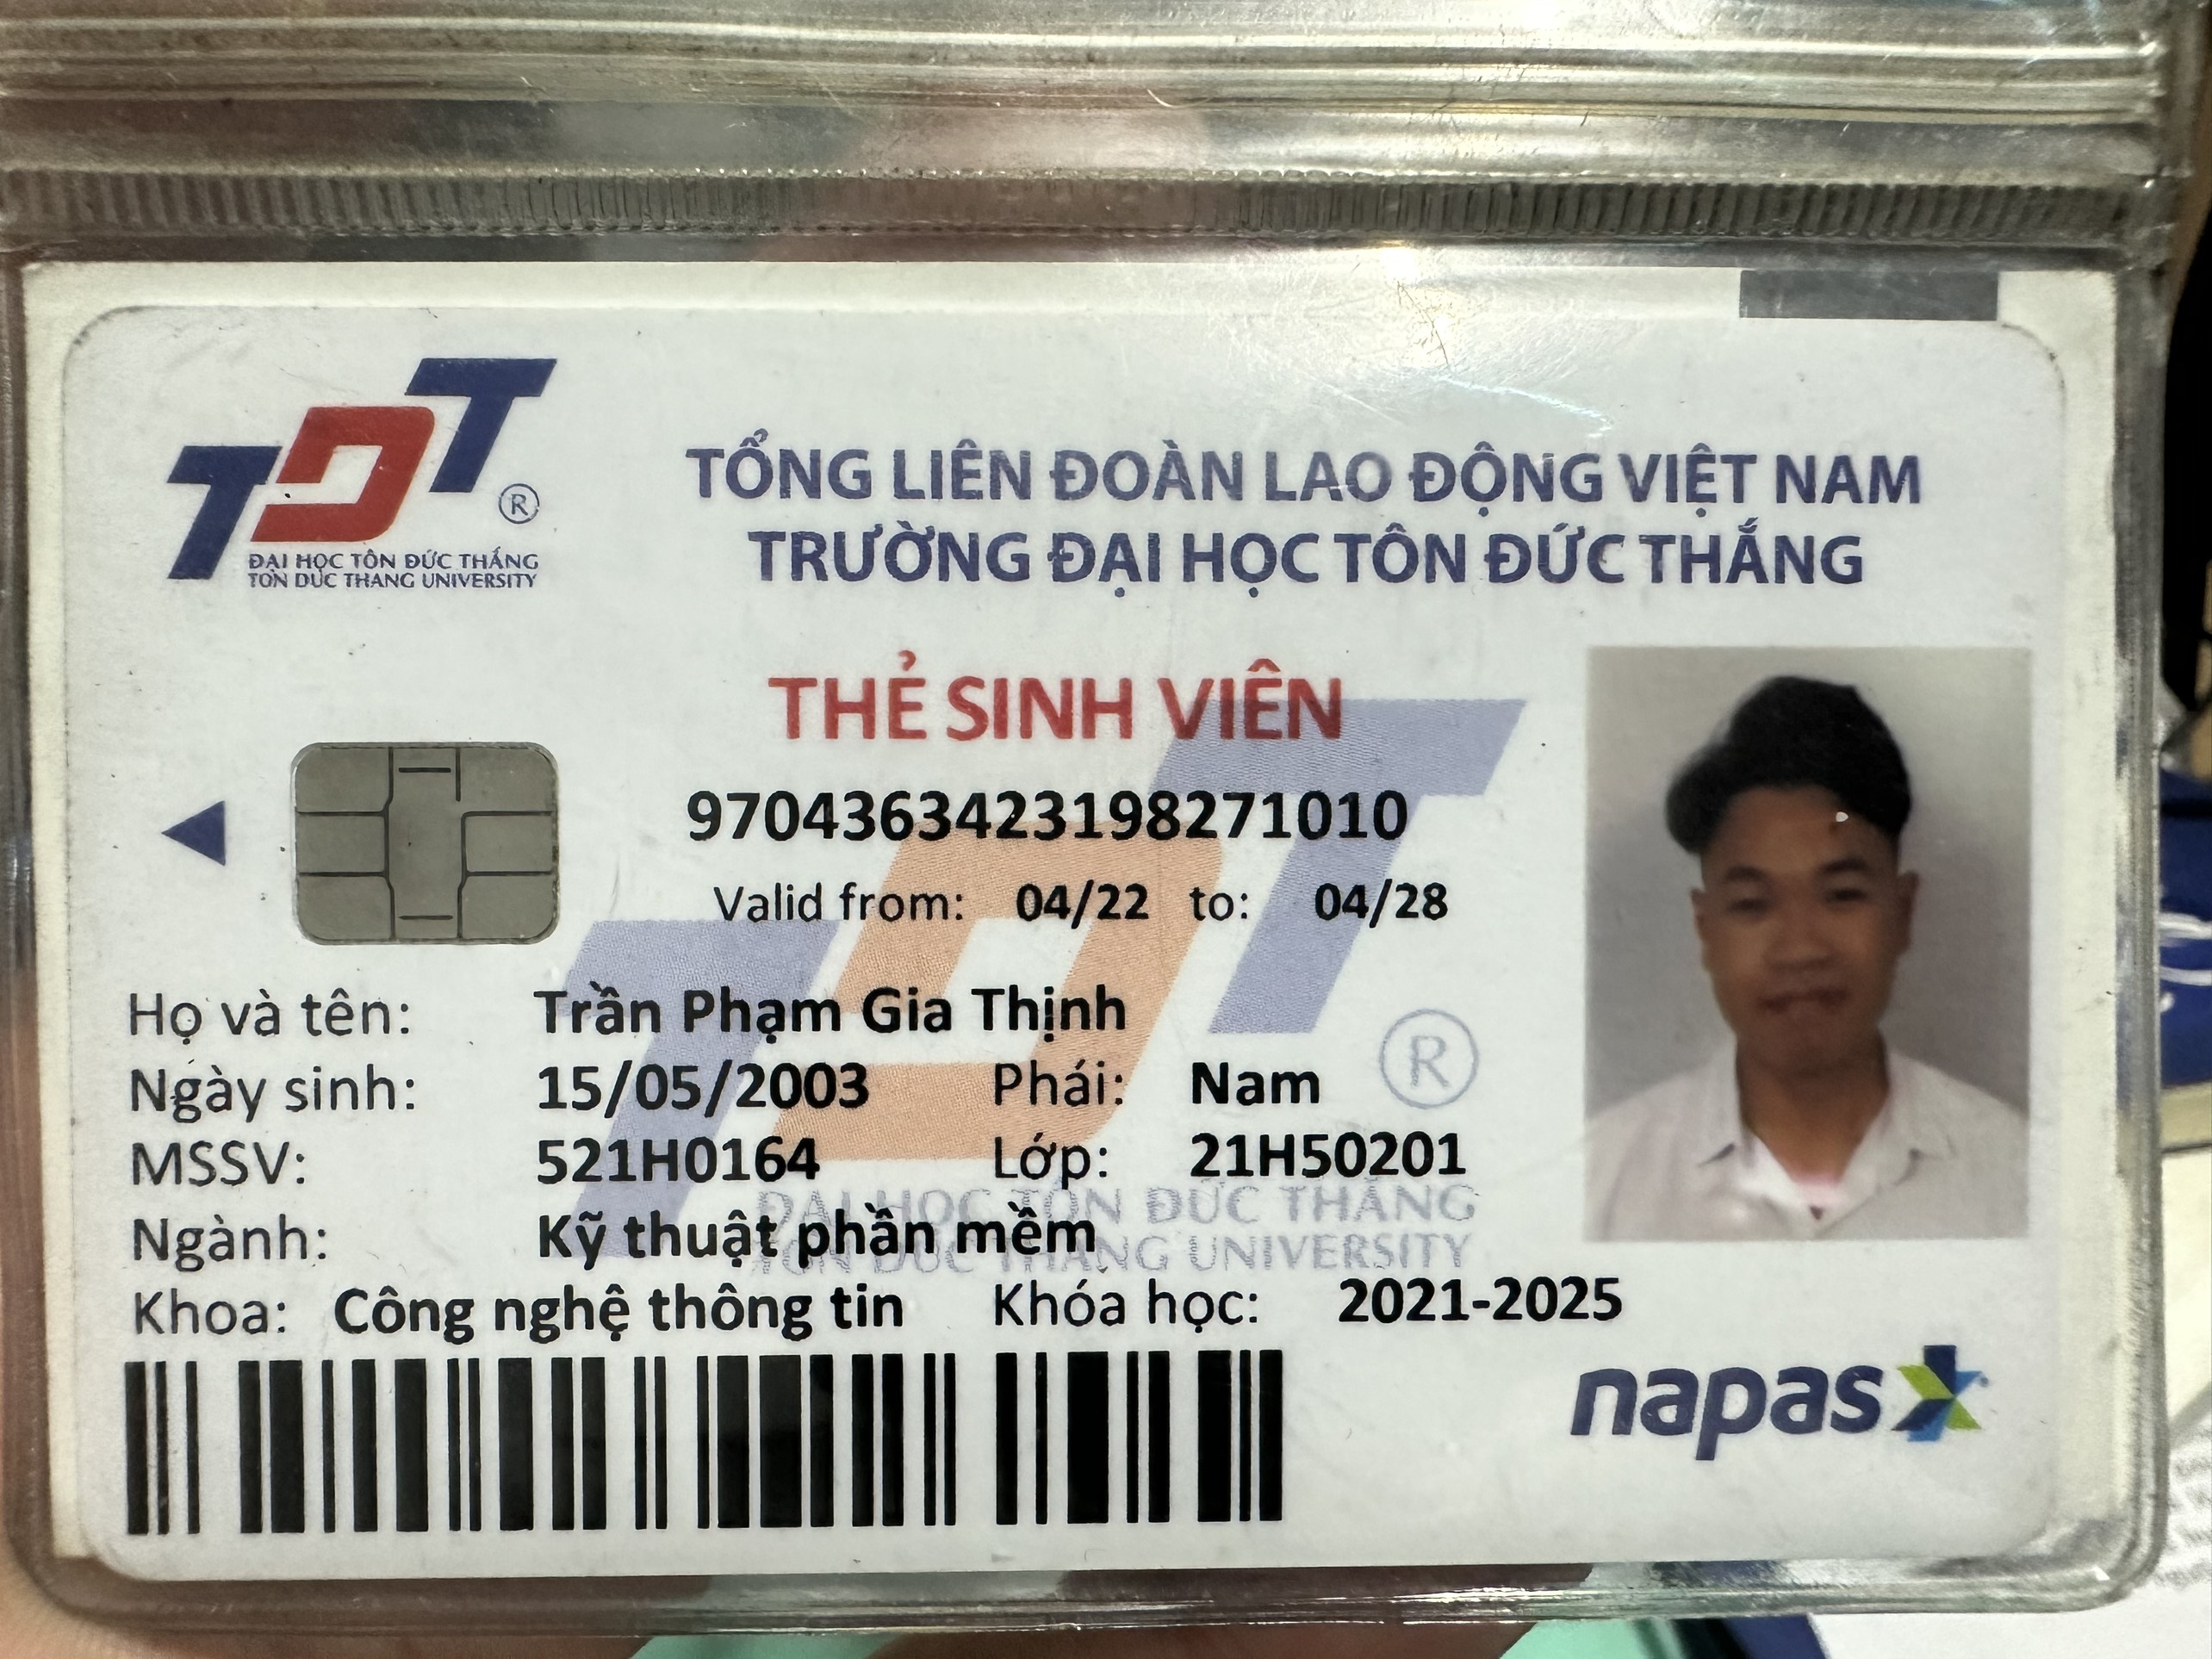 TDT®
ĐẠI HỌC TÔN ĐỨC THẮNG
TON DUC THANG UNIVERSITY
TỔNG LIÊN ĐOÀN LAO ĐỘNG VIỆT NAM
TRƯỜNG ĐẠI HỌC TÔN ĐỨC THẮNG
THẺ SINH VIÊN
9704363423198271010
Valid from: 04/22 to: 04/28
Họ và tên: Trần Phạm Gia Thịnh
Ngày sinh: 15/05/2003 Phái: Nam
MSSV: 521H0164 Lớp: 21H50201
Ngành: Kỹ thuật phần mềm
Khoa: Công nghệ thông tin Khóa học: 2021-2025
TDT®
ĐẠI HỌC TÔN ĐỨC THẮNG
TON DUC THANG UNIVERSITY
napas